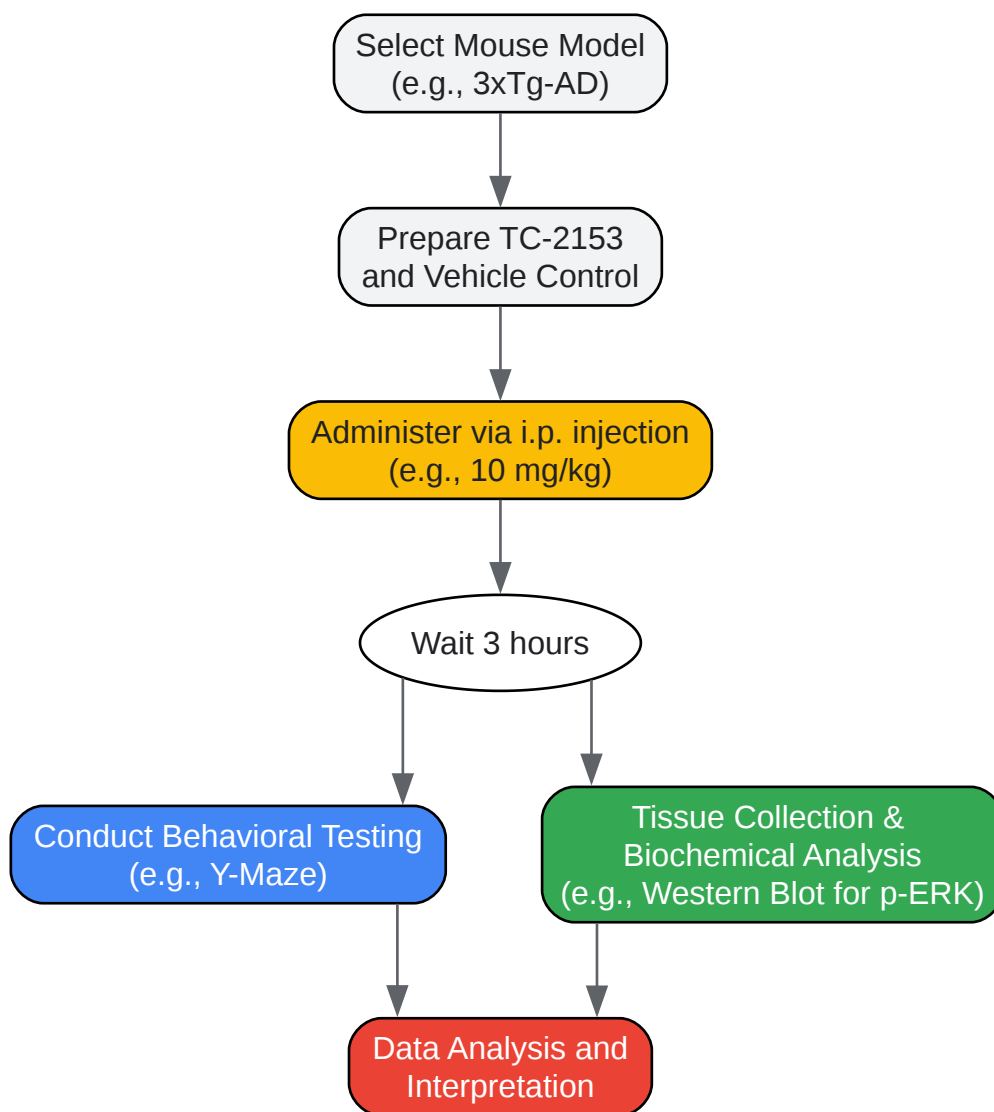 Select Mouse Model
(e.g., 3xTg-AD)
Prepare TC-2153
and Vehicle Control
Administer via i.p. injection
(e.g., 10 mg/kg)
Wait 3 hours
Conduct Behavioral Testing
(e.g., Y-Maze)
Tissue Collection &
Biochemical Analysis
(e.g., Western Blot for p-ERK)
Data Analysis and
Interpretation